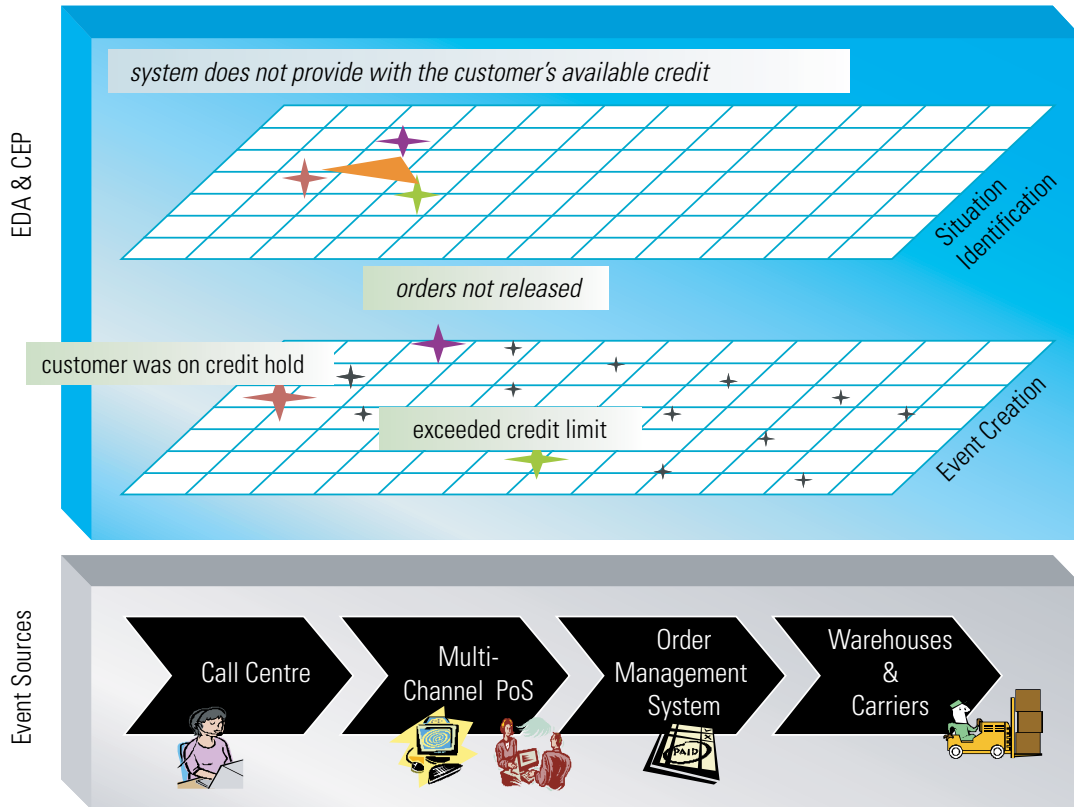 EDA & CEP
system does not provide with the customer's available credit
Situation
Identification
orders not released
customer was on credit hold
exceeded credit limit
Event Creation
Event Sources
Call Centre
Multi-
Channel PoS
Order
Management
System
PAID
Warehouses
&
Carriers